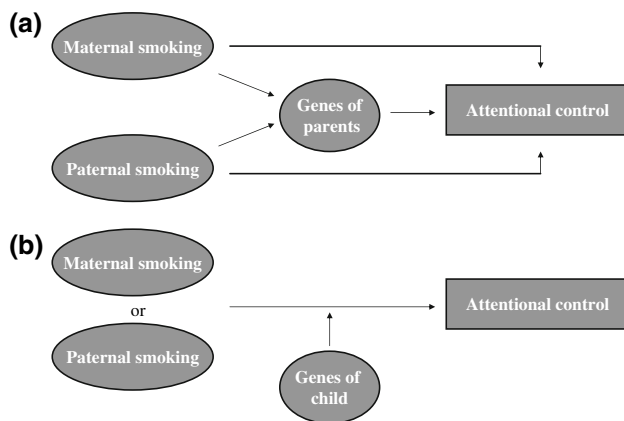 (a)
Maternal smoking
Genes of
parents
Attentional control
Paternal smoking
(b)
Maternal smoking
or
Paternal smoking
Attentional control
Genes of
child